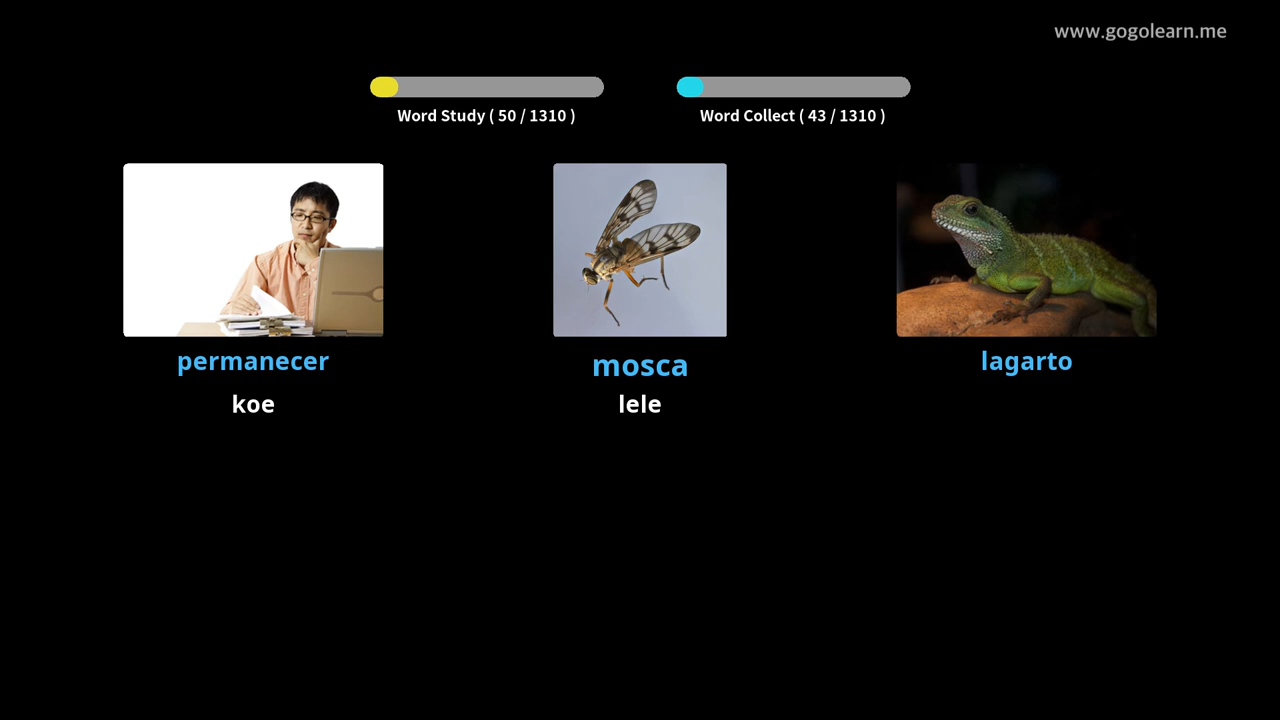 www.gogolearn.me
Word Study ( 50 / 1310 )
Word Collect ( 43 / 1310 )
permanecer
mosca
lagarto
koe
lele